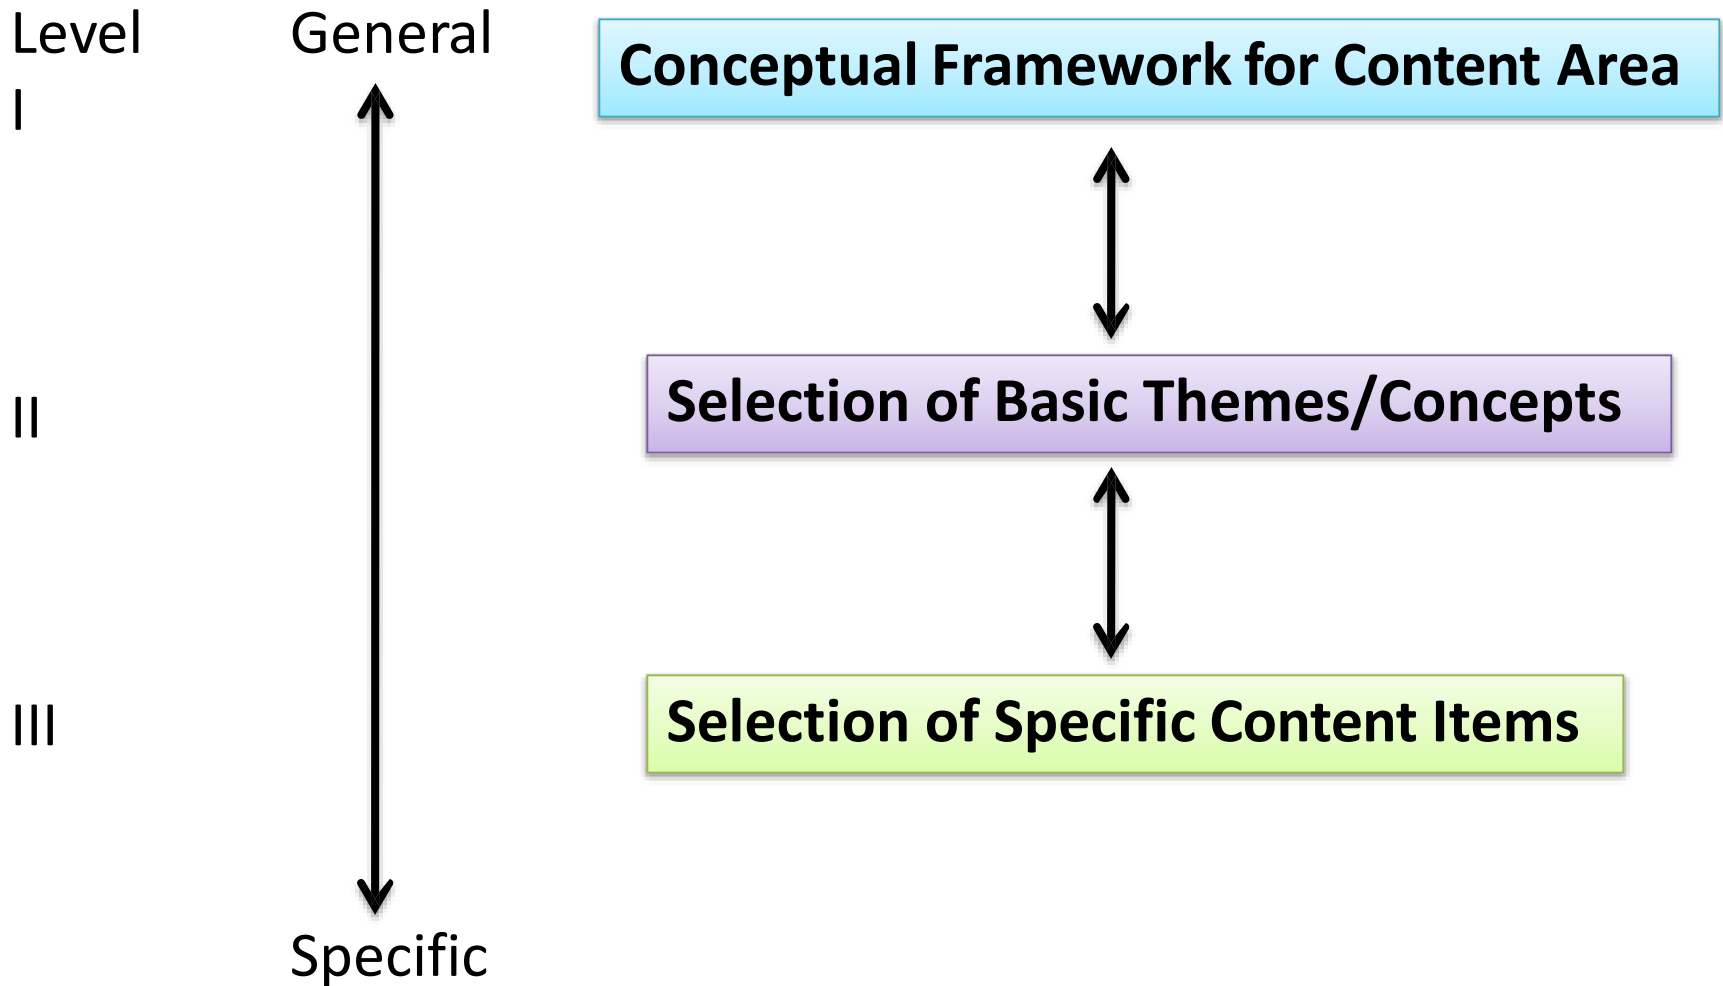 Level
General
Conceptual Framework for Content Area
I
II
Selection of Basic Themes/Concepts
III
Selection of Specific Content Items
Specific